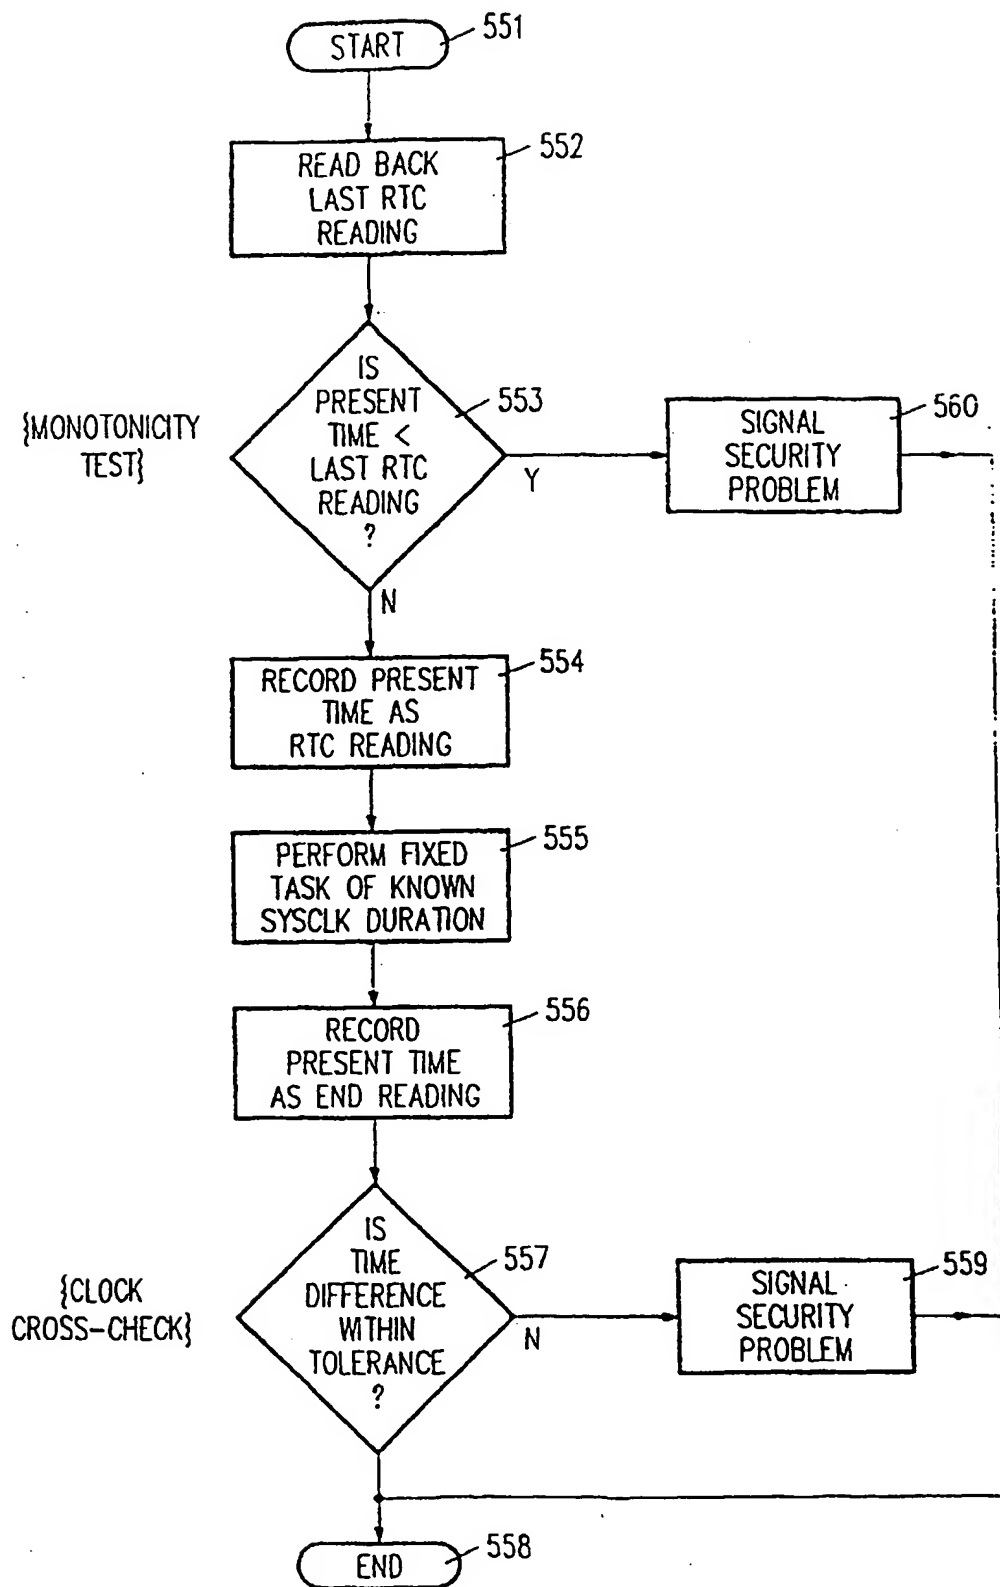 START
551
READ BACK
LAST RTC
READING
552
IS
PRESENT
TIME <
LAST RTC
READING
?
553
{MONOTONICITY
TEST}
Y
SIGNAL
SECURITY
PROBLEM
560
N
RECORD PRESENT
TIME AS
RTC READING
554
PERFORM FIXED
TASK OF KNOWN
SYSCLK DURATION
555
RECORD
PRESENT TIME
AS END READING
556
IS
TIME
DIFFERENCE
WITHIN
TOLERANCE
?
557
{CLOCK
CROSS-CHECK}
N
SIGNAL
SECURITY
PROBLEM
559
END
558